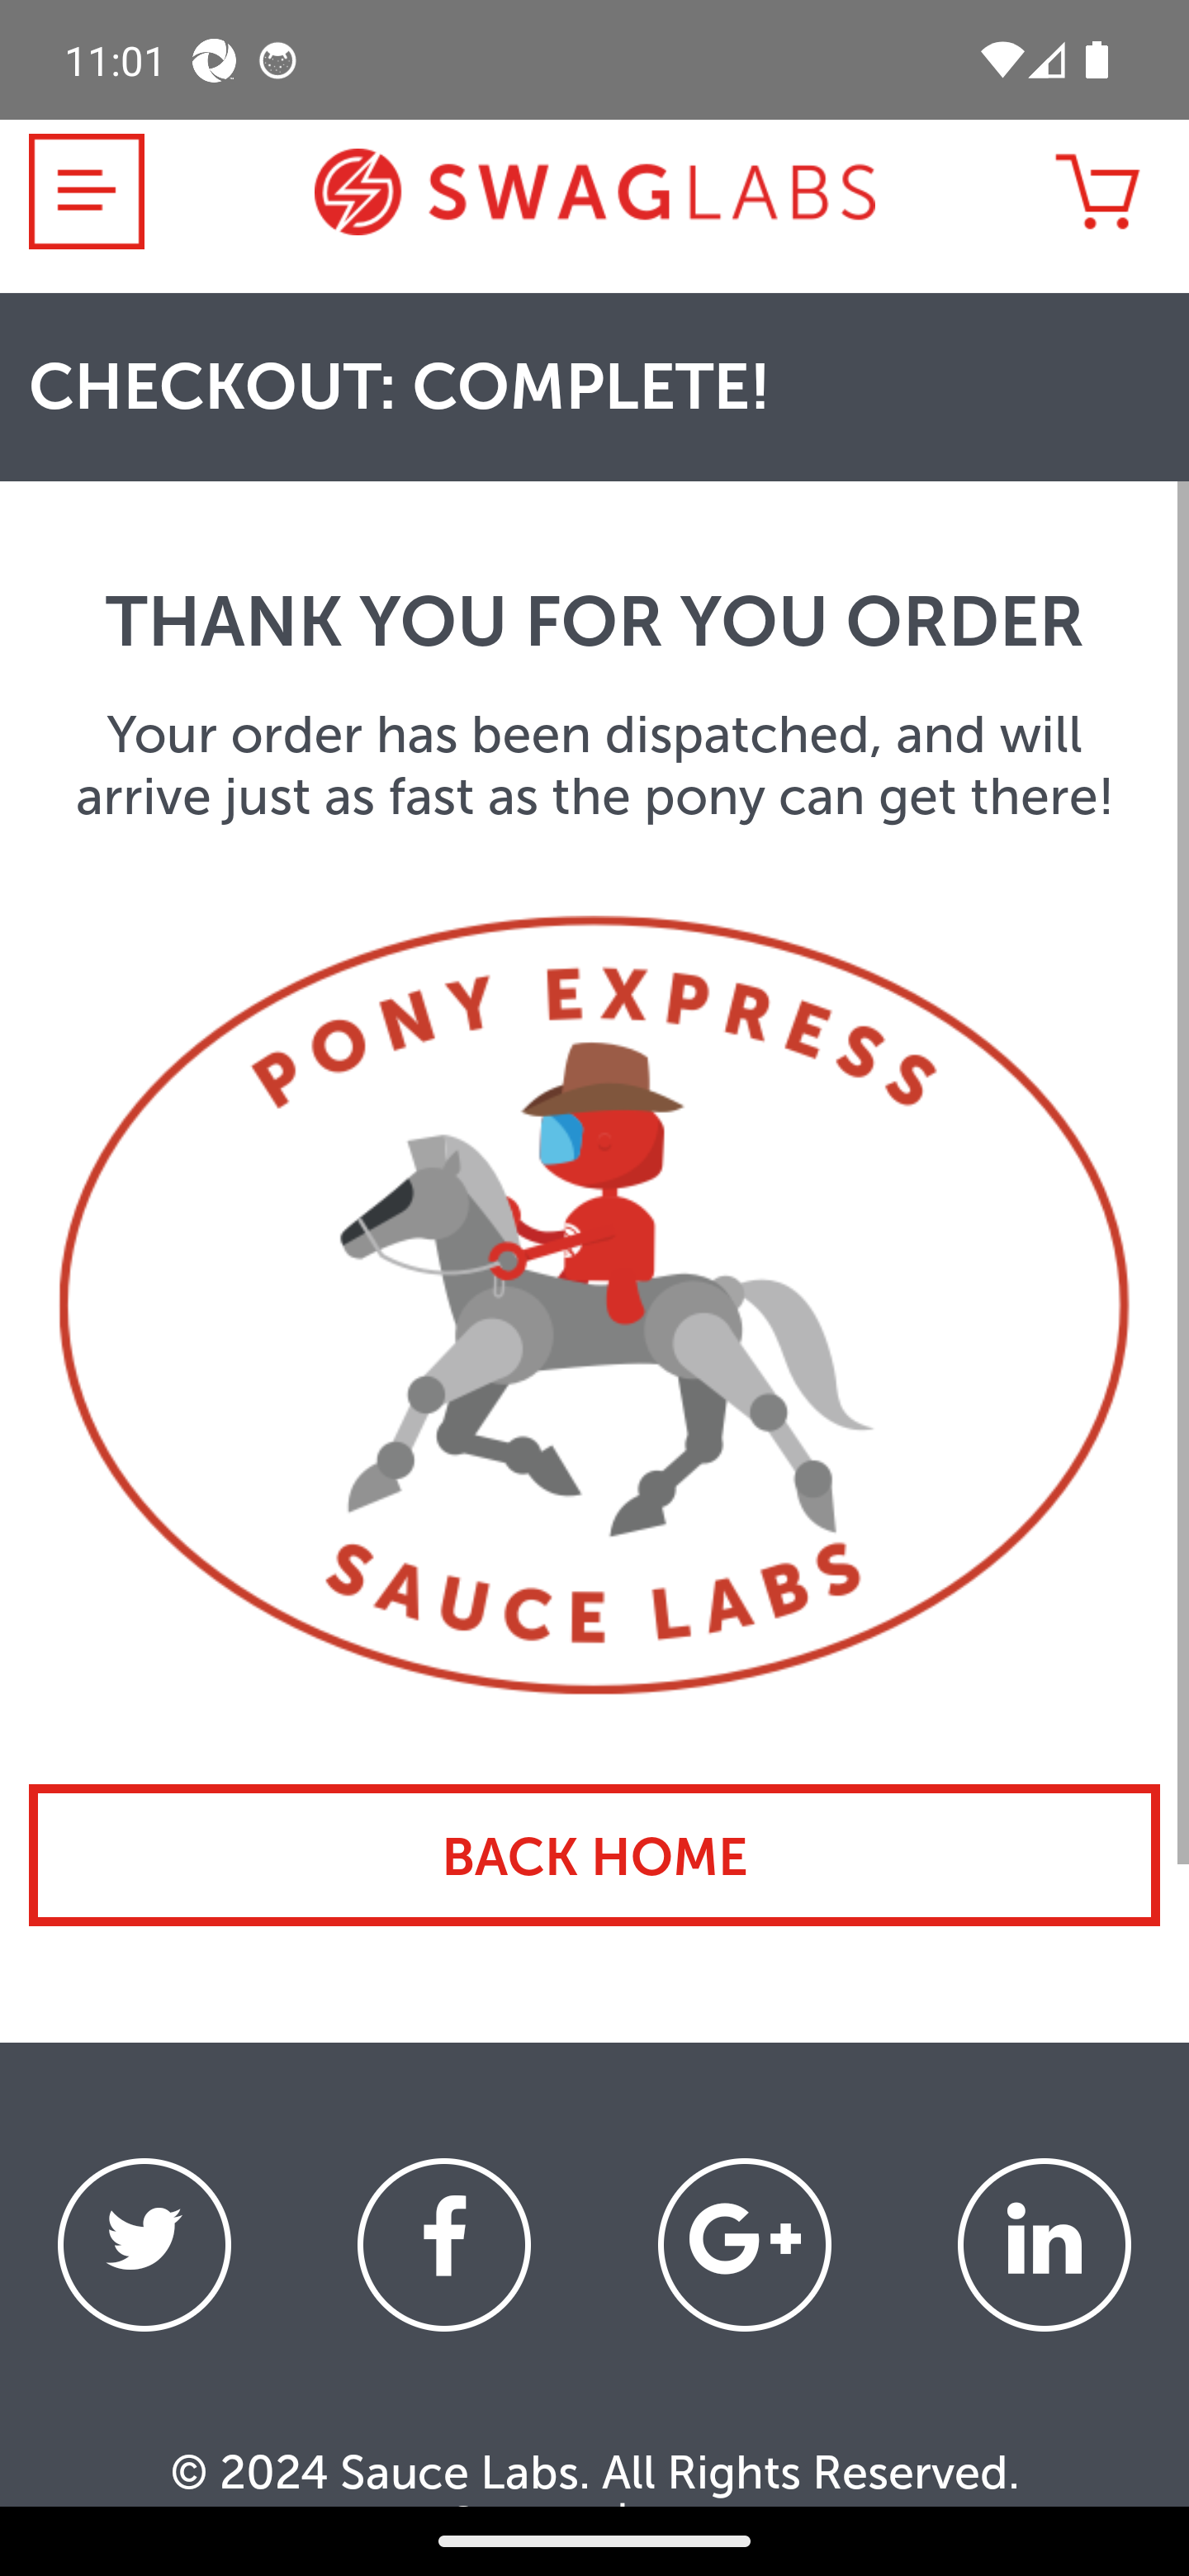 11:01
SWAGLABS
CHECKOUT: COMPLETE!
THANK YOU FOR YOU ORDER
Your order has been dispatched, and will
arrive just as fast as the pony can get there!
PONY EXPRESS
SAUCE LABS
BACK HOME
f
G+
in
© 2024 Sauce Labs. All Rights Reserved.